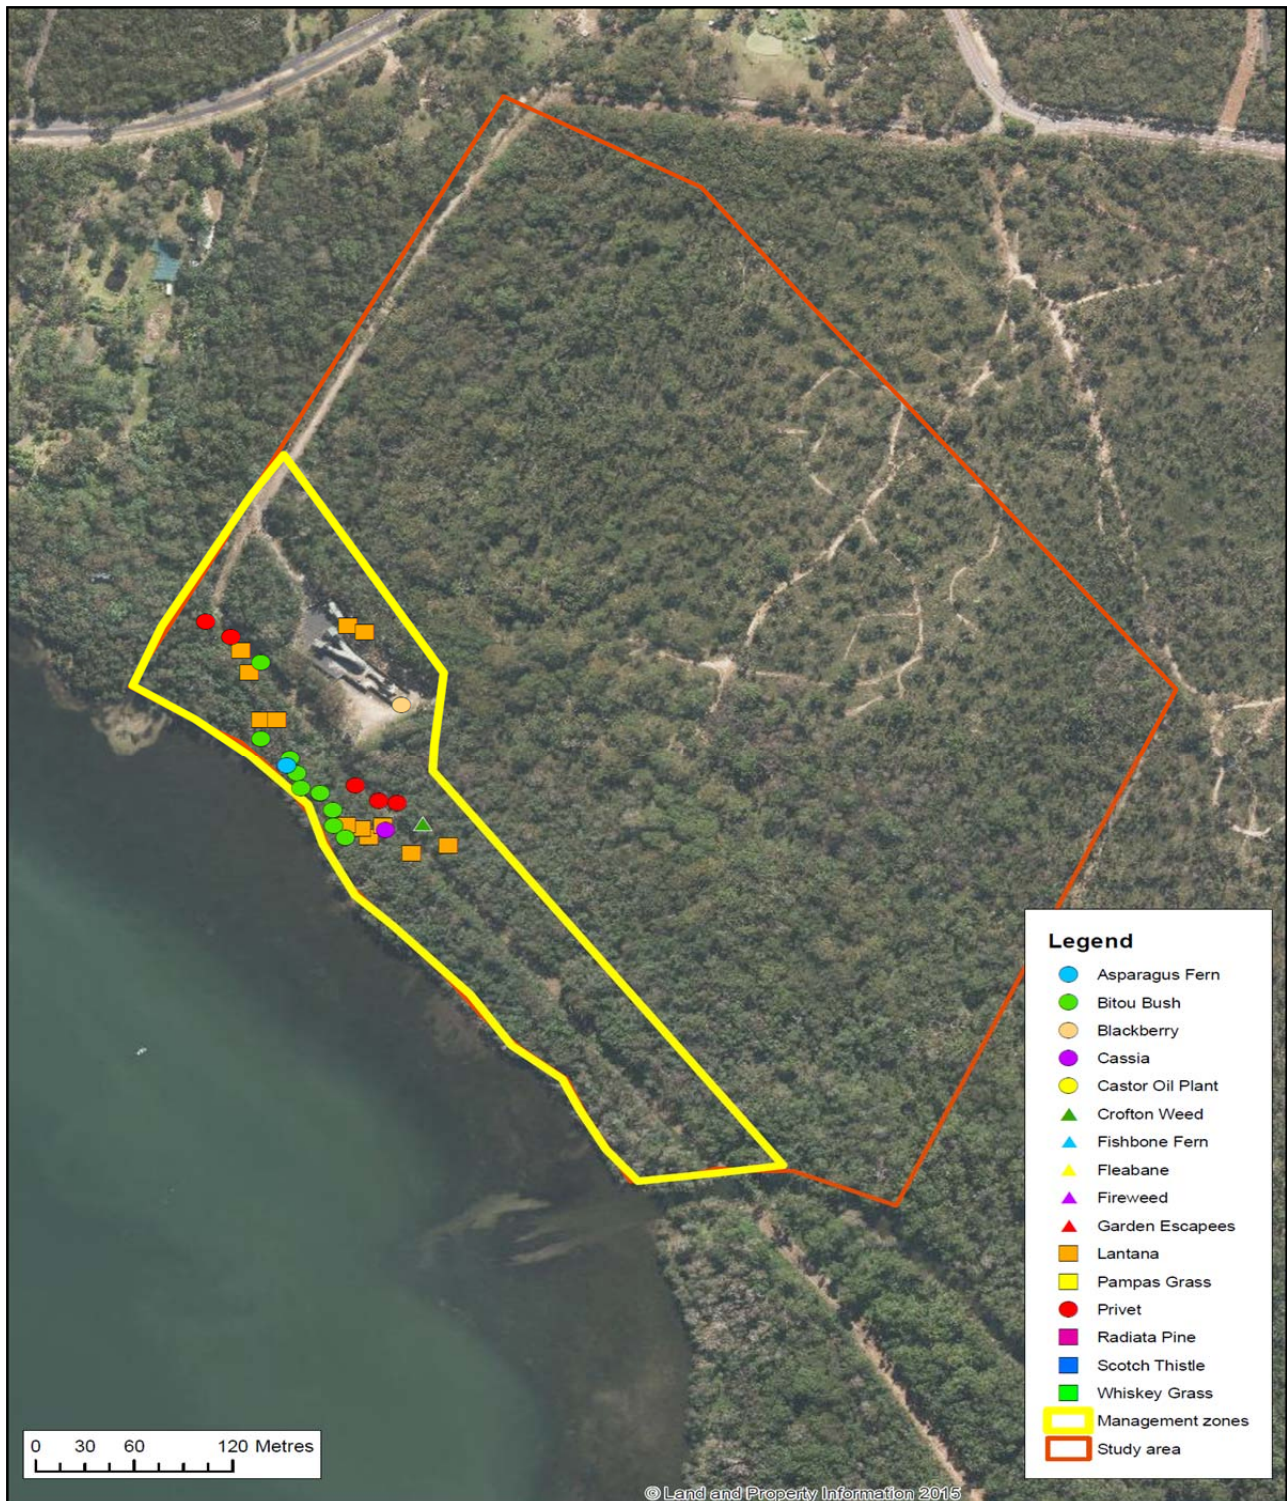 Legend
Asparagus Fern
Bitou Bush
Blackberry
Cassia
Castor Oil Plant
Crofton Weed
Fishbone Fern
Fleabane
Fireweed
Garden Escapees
Lantana
Pampas Grass
Privet
Radiata Pine
Scotch Thistle
Whiskey Grass
Management zones
Study area
0 30 60 120 Metres
© Land and Property Information 2015